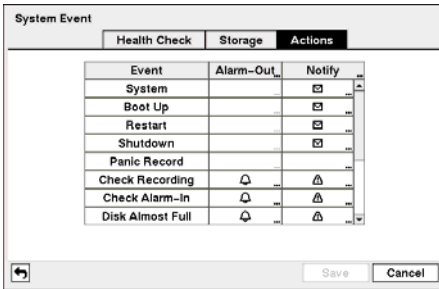 System Event
Health Check Storage Actions
Event Alarm-Out... Notify ...
System ... ...
Boot Up ... ...
Restart ... ...
Shutdown ... ...
Panic Record ... ...
Check Recording ... ...
Check Alarm-In ... ...
Disk Almost Full ... ...
Save Cancel